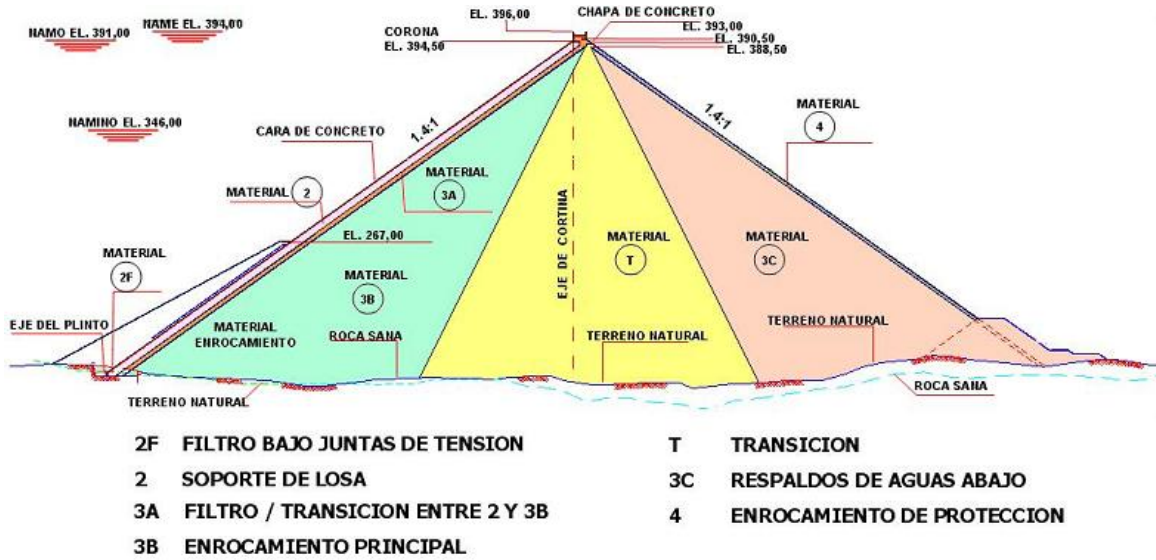 NAMO EL. 391,00
NAME EL. 394,00
EL. 396,00
CHAPA DE CONCRETO
EL. 393,00
EL. 390,50
EL. 388,50
CORONA
EL. 394,50
NAMINO EL. 346,00
CARA DE CONCRETO
1.4:1
1.4:1
MATERIAL
4
MATERIAL 2
MATERIAL
3A
MATERIAL
2F
EL. 267,00
MATERIAL
3B
EJE DE CORTINA
MATERIAL
T
MATERIAL
3C
EJE DEL PLINTO
MATERIAL
ENROCAMIENTO
ROCA SANA
TERRENO NATURAL
TERRENO NATURAL
TERRENO NATURAL
ROCA SANA
2F FILTRO BAJO JUNTAS DE TENSION
2 SOPORTE DE LOSA
3A FILTRO / TRANSICION ENTRE 2 Y 3B
3B ENROCAMIENTO PRINCIPAL
T TRANSICION
3C RESPALDOS DE AGUAS ABAJO
4 ENROCAMIENTO DE PROTECCION